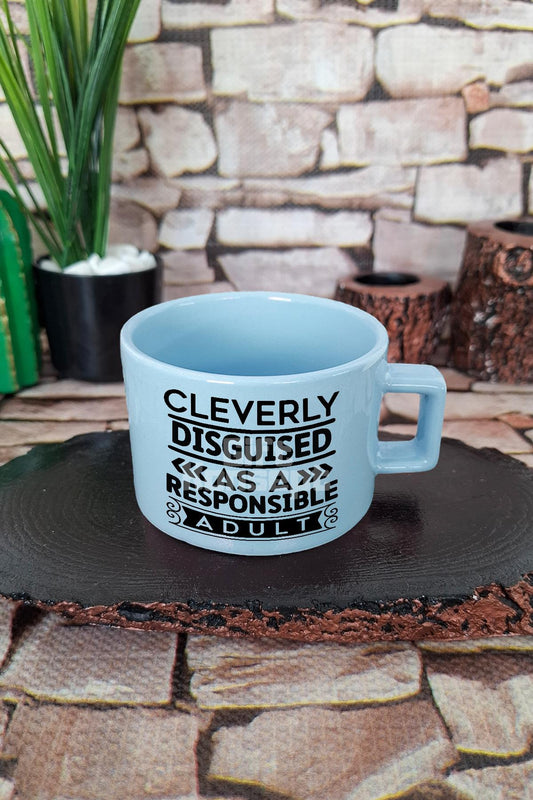 CLEVERLY
DISGUISED
AS A
RESPONSIBLE
ADULT